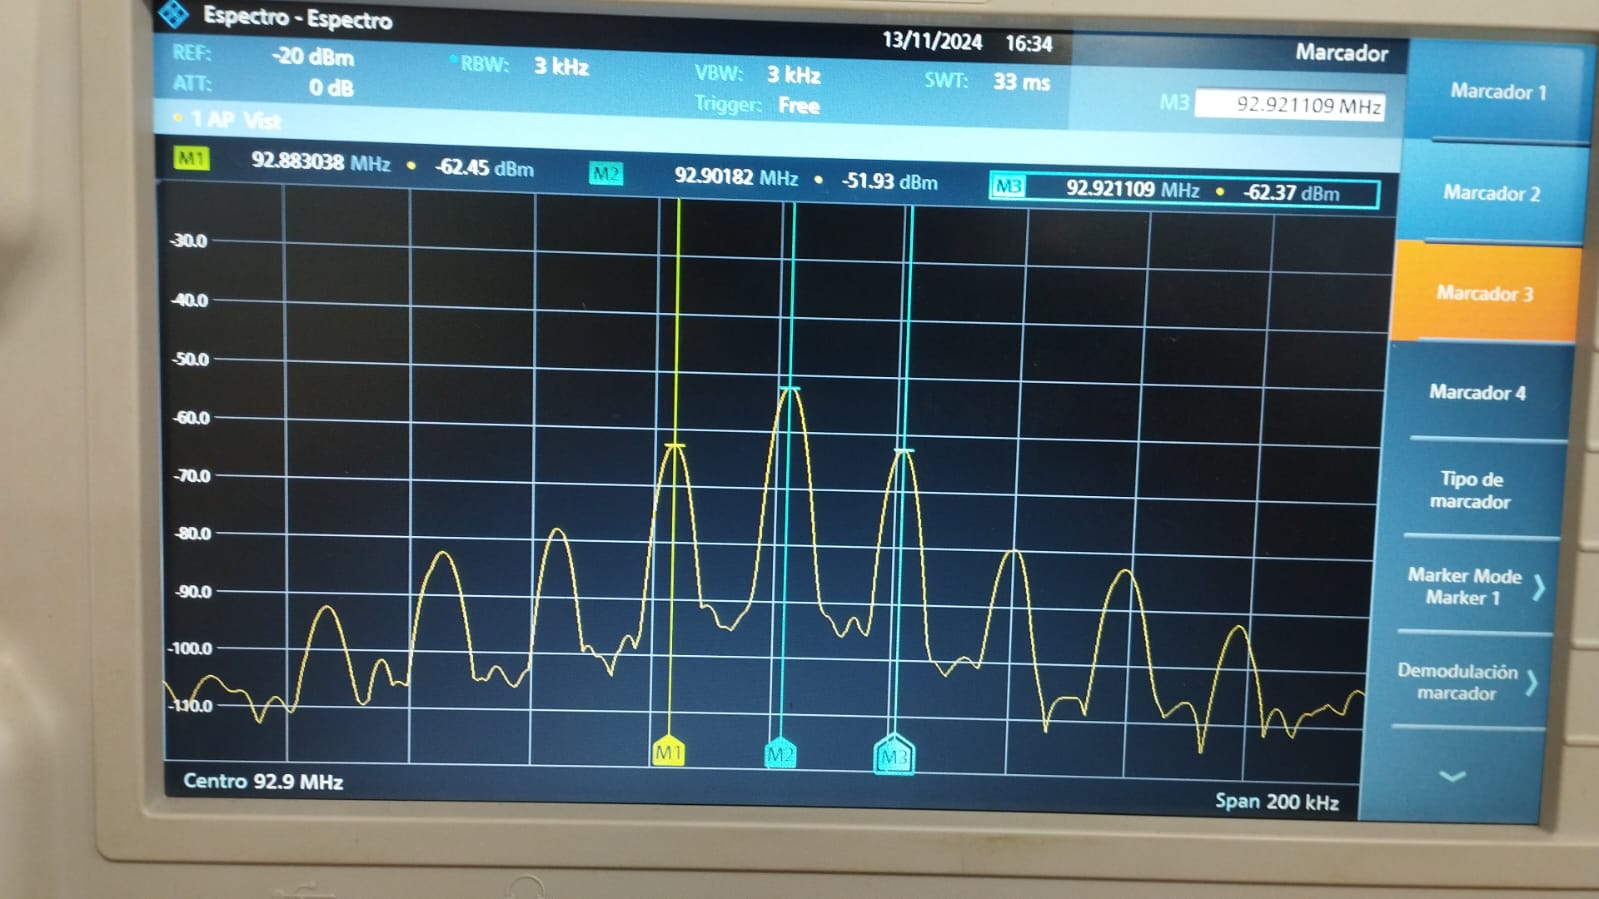 Espectro - Espectro
13/11/2024 16:34
Marcador
REF: -20 dBm
RBW: 3 kHz
VBW: 3 kHz
SWT: 33 ms
ATT: 0 dB
Trigger: Free
M3 92.921109 MHz
1 AP Vist
M1 92.883038 MHz • -62.45 dBm
M2 92.90182 MHz • -51.93 dBm
M3 92.921109 MHz • -62.37 dBm
-30.0
-40.0
-50.0
-60.0
-70.0
-80.0
-90.0
-100.0
-110.0
M1
M2
M3
Centro 92.9 MHz
Span 200 kHz
Marcador 1
Marcador 2
Marcador 3
Marcador 4
Tipo de
marcador
Marker Mode
Marker 1
Demodulación
marcador